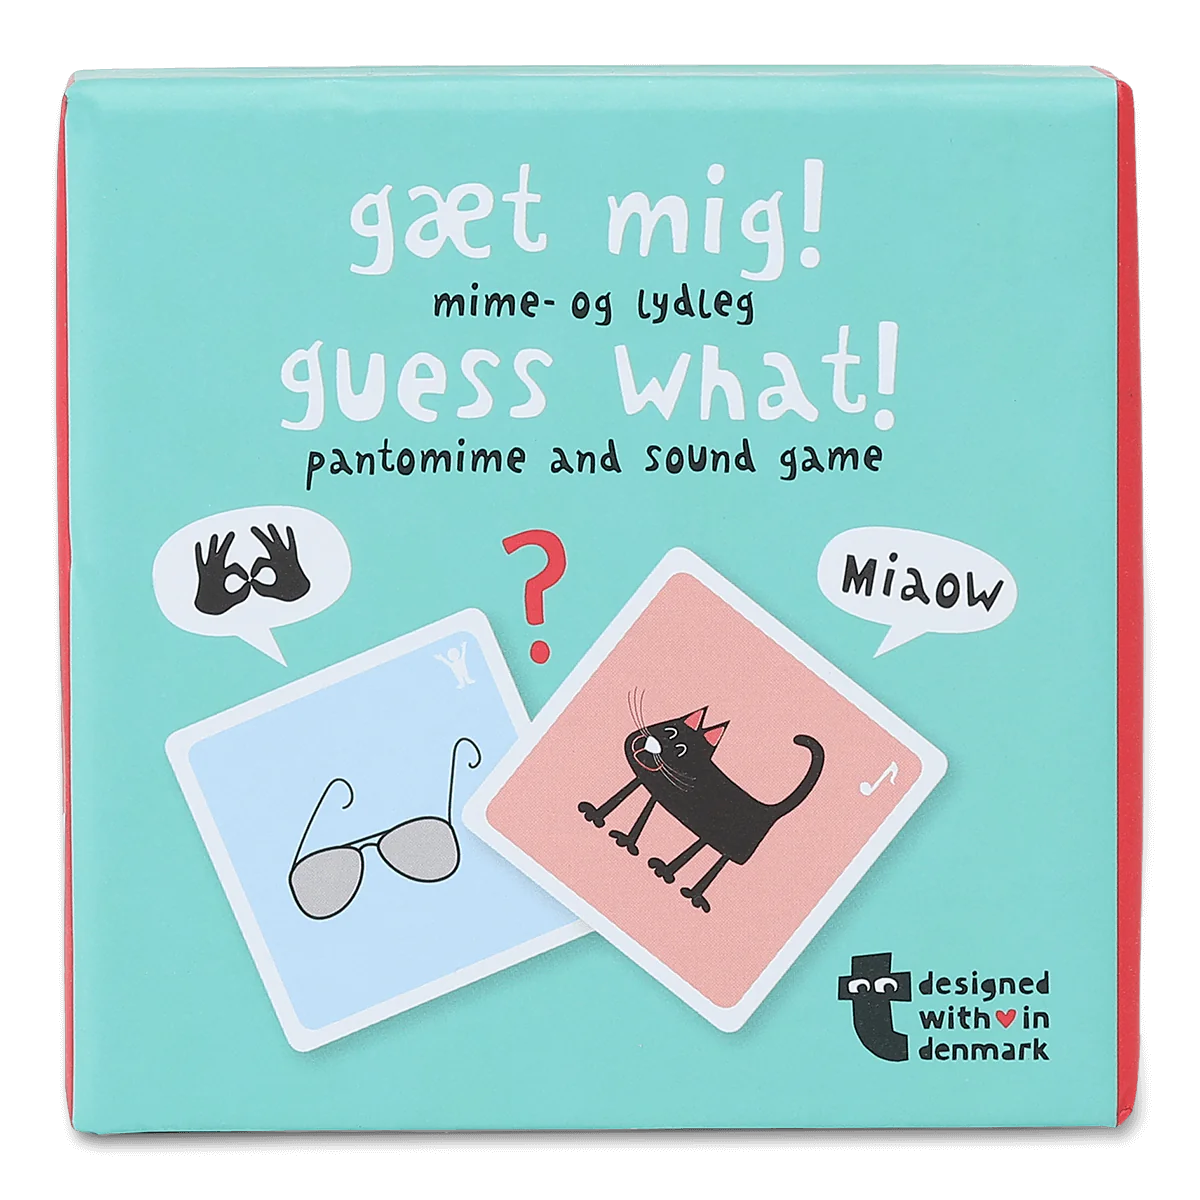 gæt mig!
mime- og lydleg
guess what!
pantomime and sound game
?
Miaow
t designed
with♥in
denmark